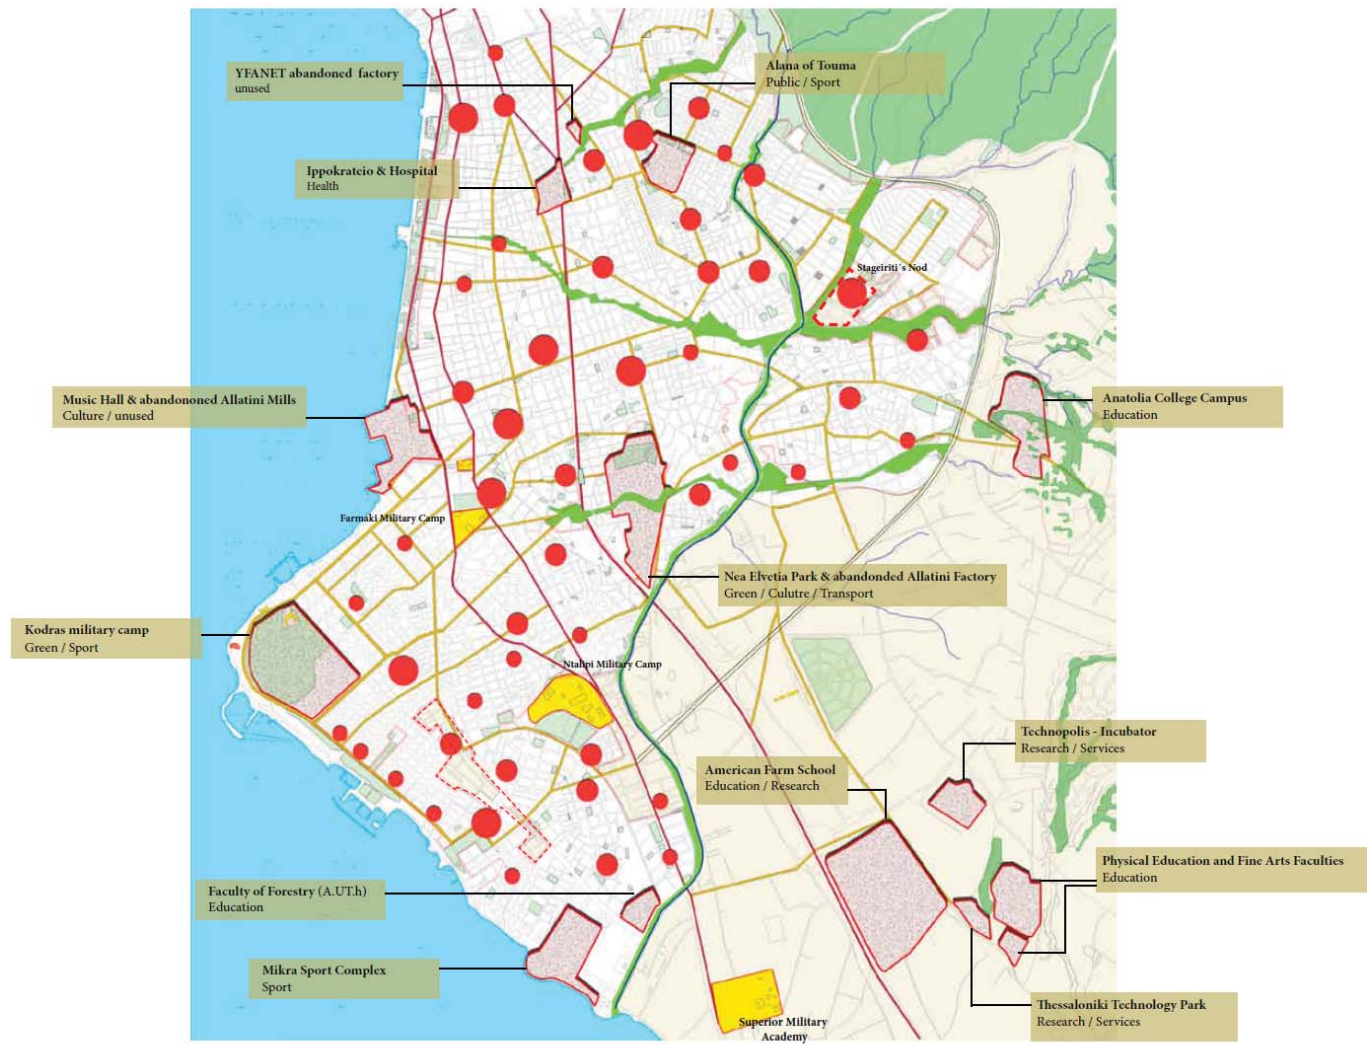 YFANET abandoned factory
unused
Alana of Touma
Public / Sport
Ippokrateio & Hospital
Health
Stageiriti´s Nod
Music Hall & abandononed Allatini Mills
Culture / unused
Anatolia College Campus
Education
Farmaki Military Camp
Nea Elvetia Park & abandonded Allatini Factory
Green / Culutre / Transport
Kodras military camp
Green / Sport
Ntalipi Military Camp
Technopolis - Incubator
Research / Services
American Farm School
Education / Research
Physical Education and Fine Arts Faculties
Education
Faculty of Forestry (A.UT.h)
Education
Mikra Sport Complex
Sport
Thessaloniki Technology Park
Research / Services
Superior Military
Academy